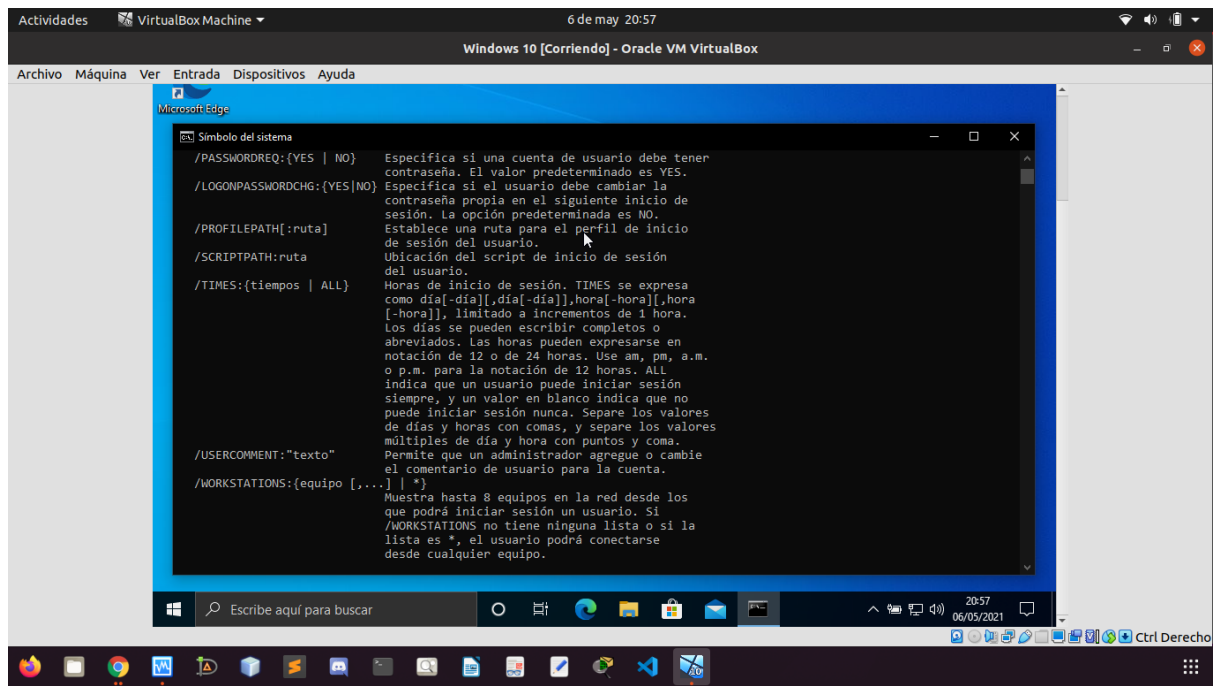 Actividades VirtualBox Machine 6 de may 20:57
Windows 10 [Corriendo] - Oracle VM VirtualBox
Archivo Máquina Ver Entrada Dispositivos Ayuda
Microsoft Edge
Símbolo del sistema
/PASSWORDREQ:{YES | NO} Especifica si una cuenta de usuario debe tener
contraseña. El valor predeterminado es YES.
/LOGONPASSWORDCHG:{YES|NO} Especifica si el usuario debe cambiar la
contraseña propia en el siguiente inicio de
sesión. La opción predeterminada es NO.
/PROFILEPATH[:ruta] Establece una ruta para el perfil de inicio
de sesión del usuario.
/SCRIPTPATH:ruta Ubicación del script de inicio de sesión
del usuario.
/TIMES:{tiempos | ALL} Horas de inicio de sesión. TIMES se expresa
como día[-día][,día[-día]],hora[-hora][,hora
[-hora]], limitado a incrementos de 1 hora.
Los días se pueden escribir completos o
abreviados. Las horas pueden expresarse en
notación de 12 o de 24 horas. Use am, pm, a.m.
o p.m. para la notación de 12 horas. ALL
indica que un usuario puede iniciar sesión
siempre, y un valor en blanco indica que no
puede iniciar sesión nunca. Separe los valores
de días y horas con comas, y separe los valores
múltiples de día y hora con puntos y coma.
/USERCOMMENT:"texto" Permite que un administrador agregue o cambie
el comentario de usuario para la cuenta.
/WORKSTATIONS:{equipo [,...] | *}
Muestra hasta 8 equipos en la red desde los
que podrá iniciar sesión un usuario. Si
/WORKSTATIONS no tiene ninguna lista o si la
lista es *, el usuario podrá conectarse
desde cualquier equipo.
Escribe aquí para buscar
20:57
06/05/2021
Ctrl Derecho